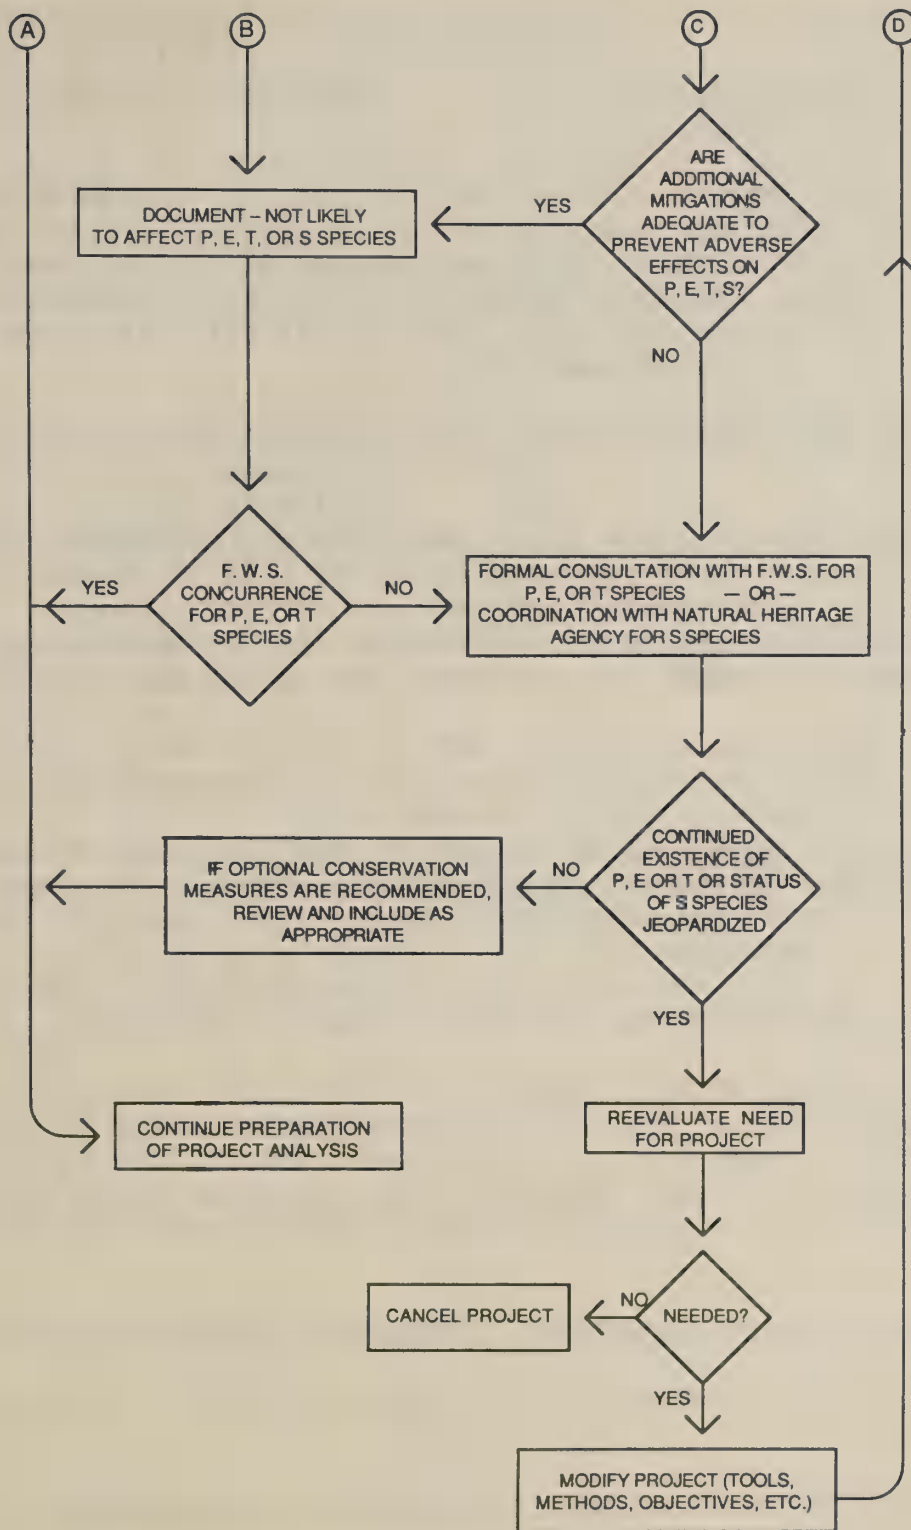 A
B
C
D
ARE
ADDITIONAL
MITIGATIONS
ADEQUATE TO
PREVENT ADVERSE
EFFECTS ON
P, E, T, S?
YES
DOCUMENT – NOT LIKELY
TO AFFECT P, E, T, OR S SPECIES
NO
F. W. S.
CONCURRENCE
FOR P, E, OR T
SPECIES
YES
NO
FORMAL CONSULTATION WITH F.W.S. FOR
P, E, OR T SPECIES — OR —
COORDINATION WITH NATURAL HERITAGE
AGENCY FOR S SPECIES
CONTINUED
EXISTENCE OF
P, E OR T OR STATUS
OF S SPECIES
JEOPARDIZED
NO
IF OPTIONAL CONSERVATION
MEASURES ARE RECOMMENDED,
REVIEW AND INCLUDE AS
APPROPRIATE
YES
CONTINUE PREPARATION
OF PROJECT ANALYSIS
REEVALUATE NEED
FOR PROJECT
NEEDED?
NO
CANCEL PROJECT
YES
MODIFY PROJECT (TOOLS,
METHODS, OBJECTIVES, ETC.)